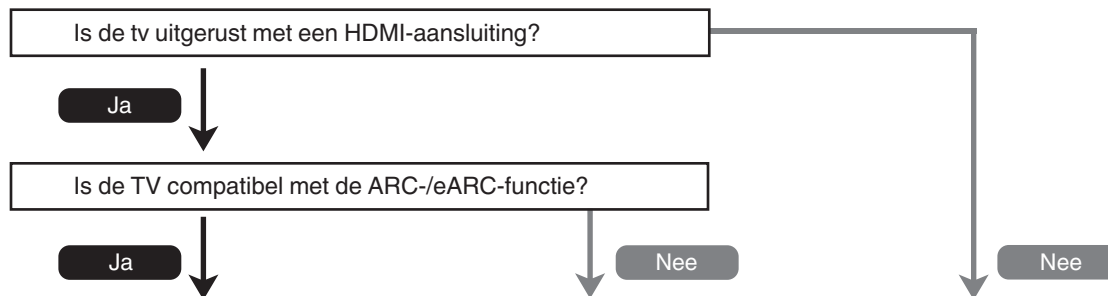 Is de tv uitgerust met een HDMI-aansluiting?
Ja
Is de TV compatibel met de ARC-/eARC-functie?
Ja
Nee
Nee